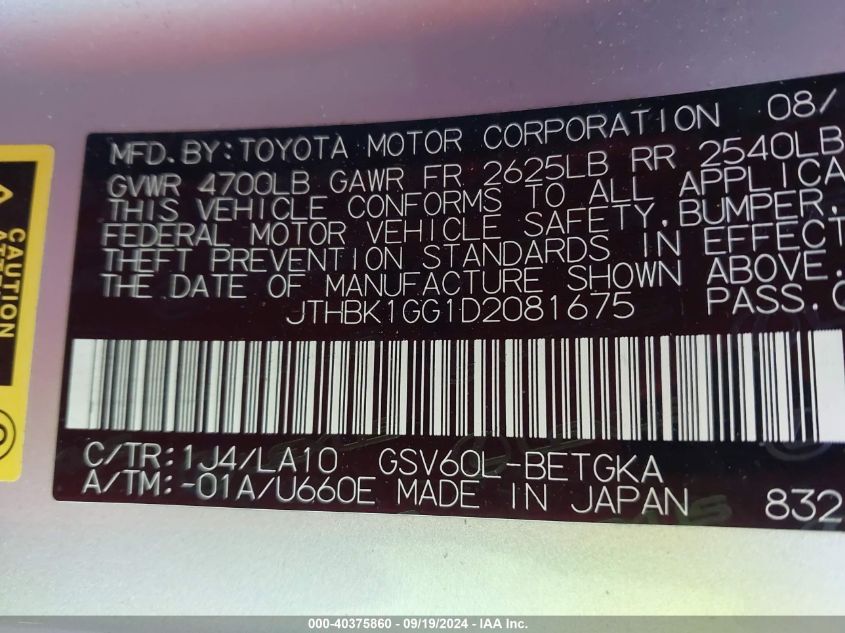 MFD. BY: TOYOTA MOTOR CORPORATION 08/
GVWR 4700LB GAWR FR 2625LB RR 2540LB
THIS VEHICLE CONFORMS TO ALL APPLICA
FEDERAL MOTOR VEHICLE SAFETY, BUMPER,
THEFT PREVENTION STANDARDS IN EFFECT
THE DATE OF MANUFACTURE SHOWN ABOVE.
JTHBK1GG1D2081675 PASS.
C/TR: 1J4/LA10 GSV60L-BETGKA
A/TM: -01A/U660E MADE IN JAPAN 832
CAUTION
000-40375860 - 09/19/2024 - IAA Inc.